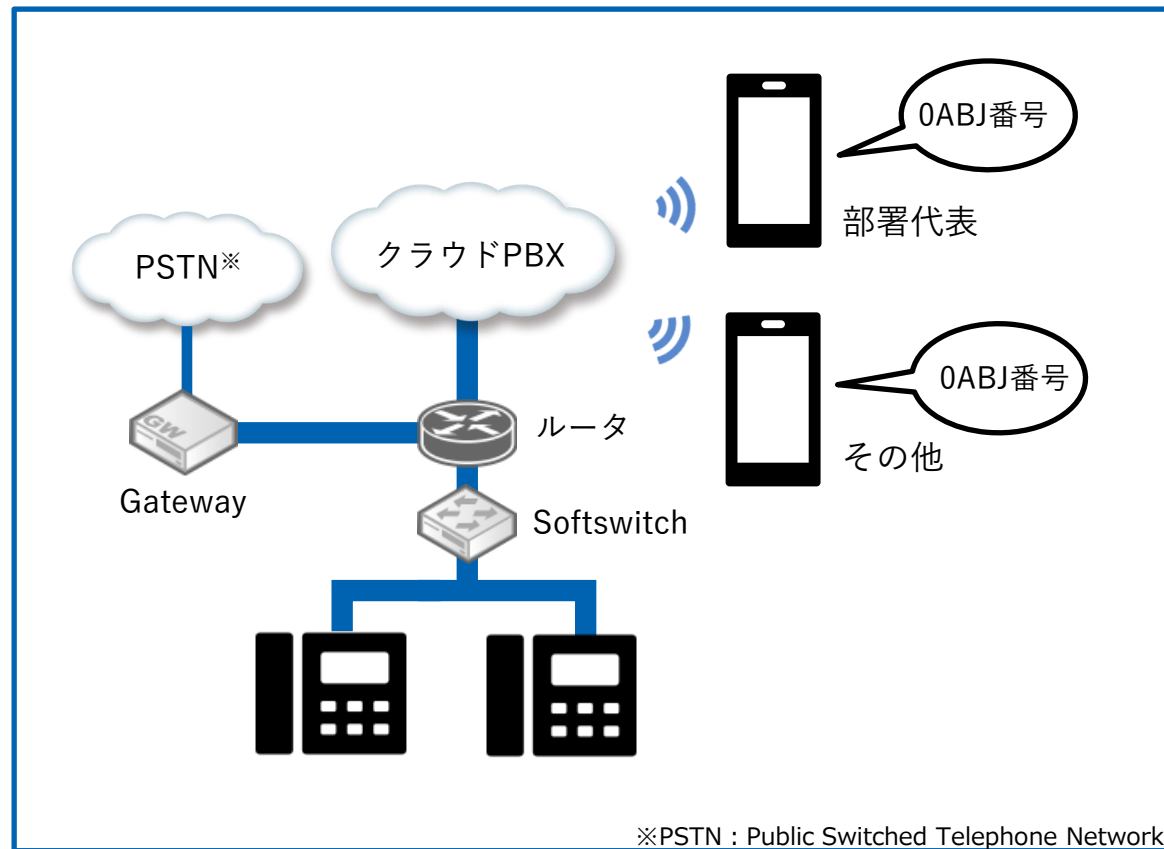 0ABJ番号
部署代表
クラウドPBX
PSTN※
0ABJ番号
ルータ
その他
GW
Gateway
Softswitch
※PSTN : Public Switched Telephone Network